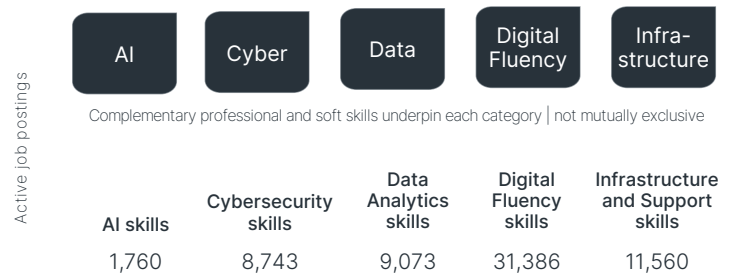 AI
Cyber
Data
Digital
Fluency
Infra-
structure
Complementary professional and soft skills underpin each category | not mutually exclusive
Active job postings
AI skills
Cybersecurity
skills
Data
Analytics
skills
Digital
Fluency
skills
Infrastructure
and Support
skills
1,760
8,743
9,073
31,386
11,560